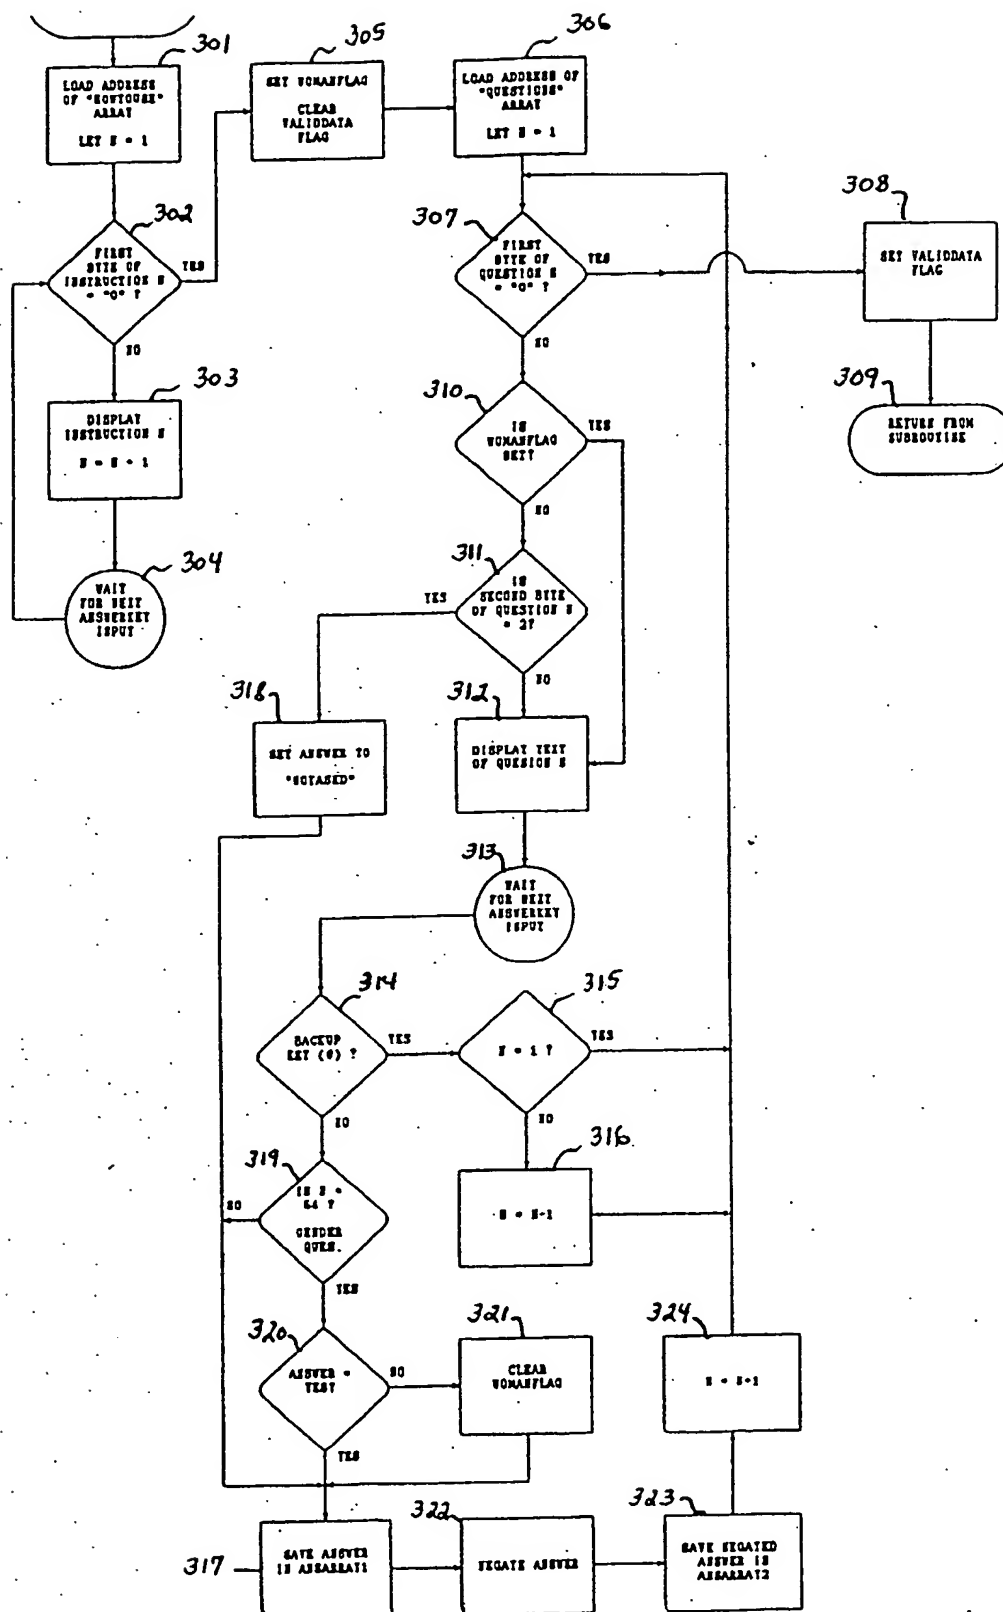 301
LOAD ADDRESS
OF "HOWTOUSE"
ARRAY
LET N = 1
302
FIRST
BYTE OF
INSTRUCTION N
= "0" ?
YES
NO
303
DISPLAY
INSTRUCTION N
N = N + 1
304
WAIT
FOR NEXT
ANSWERKEY
INPUT
305
SET WOMANFLAG
CLEAR
VALIDDATA
FLAG
306
LOAD ADDRESS OF
"QUESTIONS"
ARRAY
LET N = 1
307
FIRST
BYTE OF
QUESTION N
= "0" ?
YES
NO
308
SET VALIDDATA
FLAG
309
RETURN FROM
SUBROUTINE
310
IS
WOMANFLAG
SET?
YES
NO
311
IS
SECOND BYTE
OF QUESTION N
= 2?
YES
NO
312
DISPLAY TEXT
OF QUESION N
318
SET ANSWER TO
"NOTASED"
313
WAIT
FOR NEXT
ANSWERKEY
INPUT
314
BACKUP
KEY (#) ?
YES
NO
315
N = 1 ?
YES
NO
316
N = N-1
319
IS N =
64 ?
GENDER
QUES.
NO
YES
320
ANSWER =
YES?
NO
YES
321
CLEAR
WOMANFLAG
324
N = N+1
317
SAVE ANSWER
IN ANSARRAY1
322
NEGATE ANSWER
323
SAVE NEGATED
ANSWER IN
ANSARRAY2